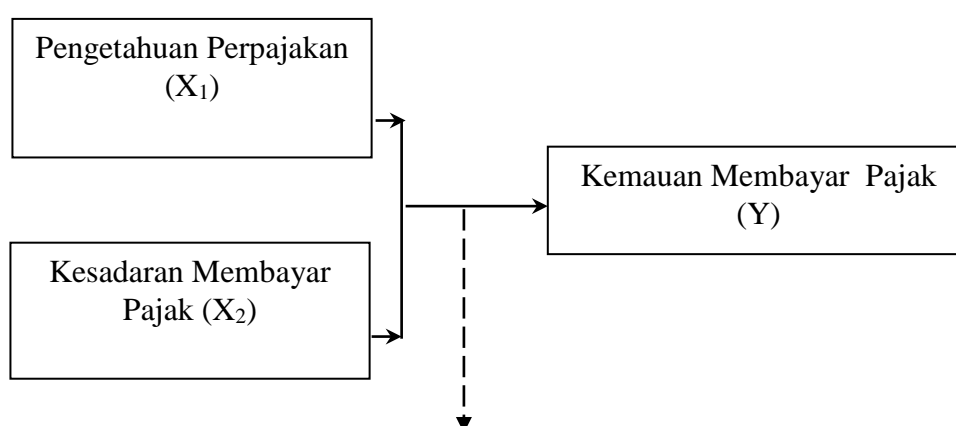 Pengetahuan Perpajakan
(X₁)
Kemauan Membayar  Pajak
(Y)
Kesadaran Membayar
Pajak (X₂)